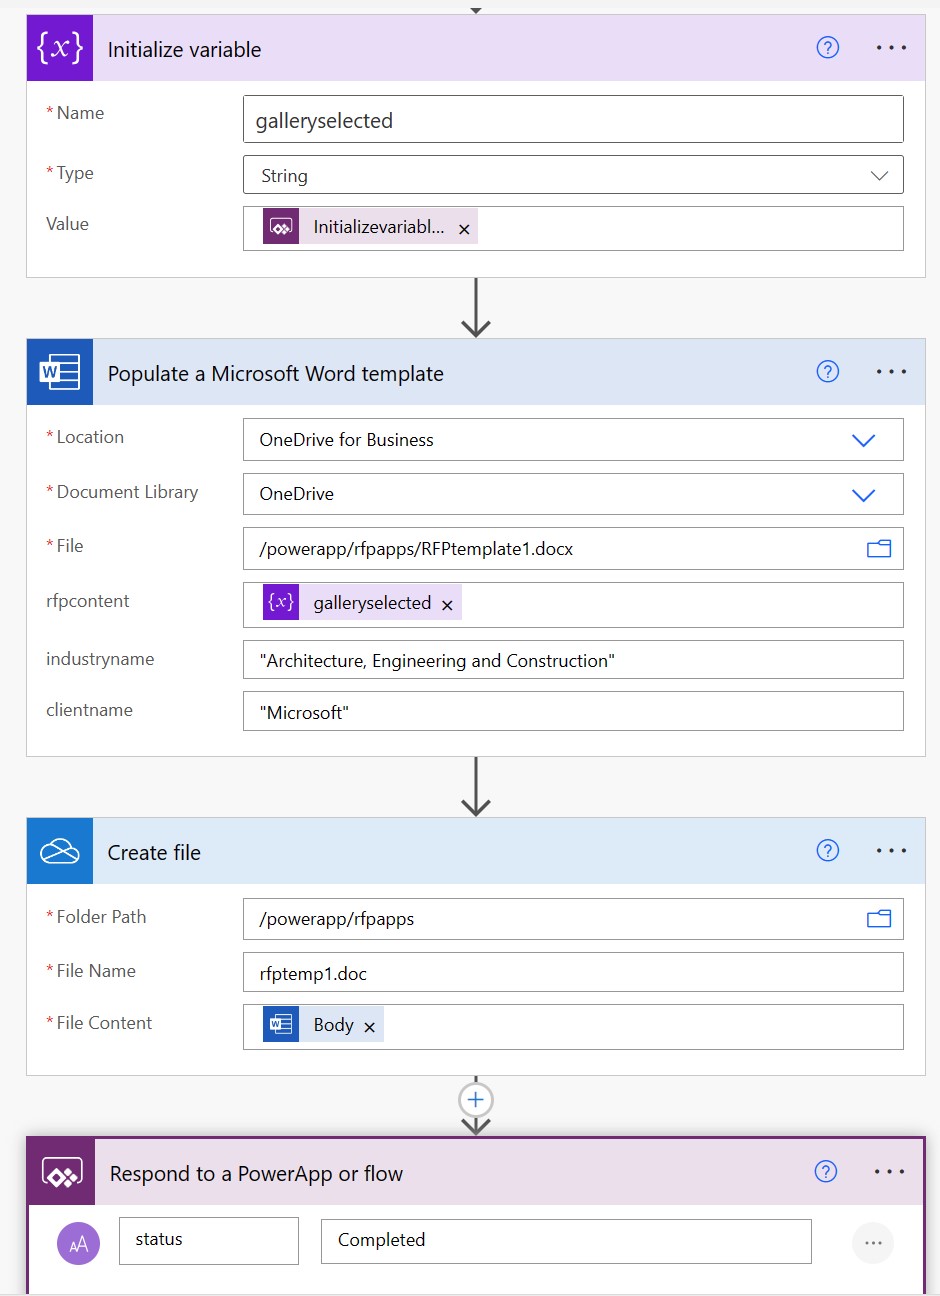 {x} Initialize variable ? ...
* Name galleryselected
* Type String
Value Initializevariabl... ×
W Populate a Microsoft Word template ? ...
* Location OneDrive for Business
* Document Library OneDrive
* File /powerapp/rfpapps/RFPtemplate1.docx
rfpcontent {x} galleryselected ×
industryname "Architecture, Engineering and Construction"
clientname "Microsoft"
Create file ? ...
* Folder Path /powerapp/rfpapps
* File Name rfptemp1.doc
* File Content W Body ×
+
Respond to a PowerApp or flow ? ...
AA status Completed ...